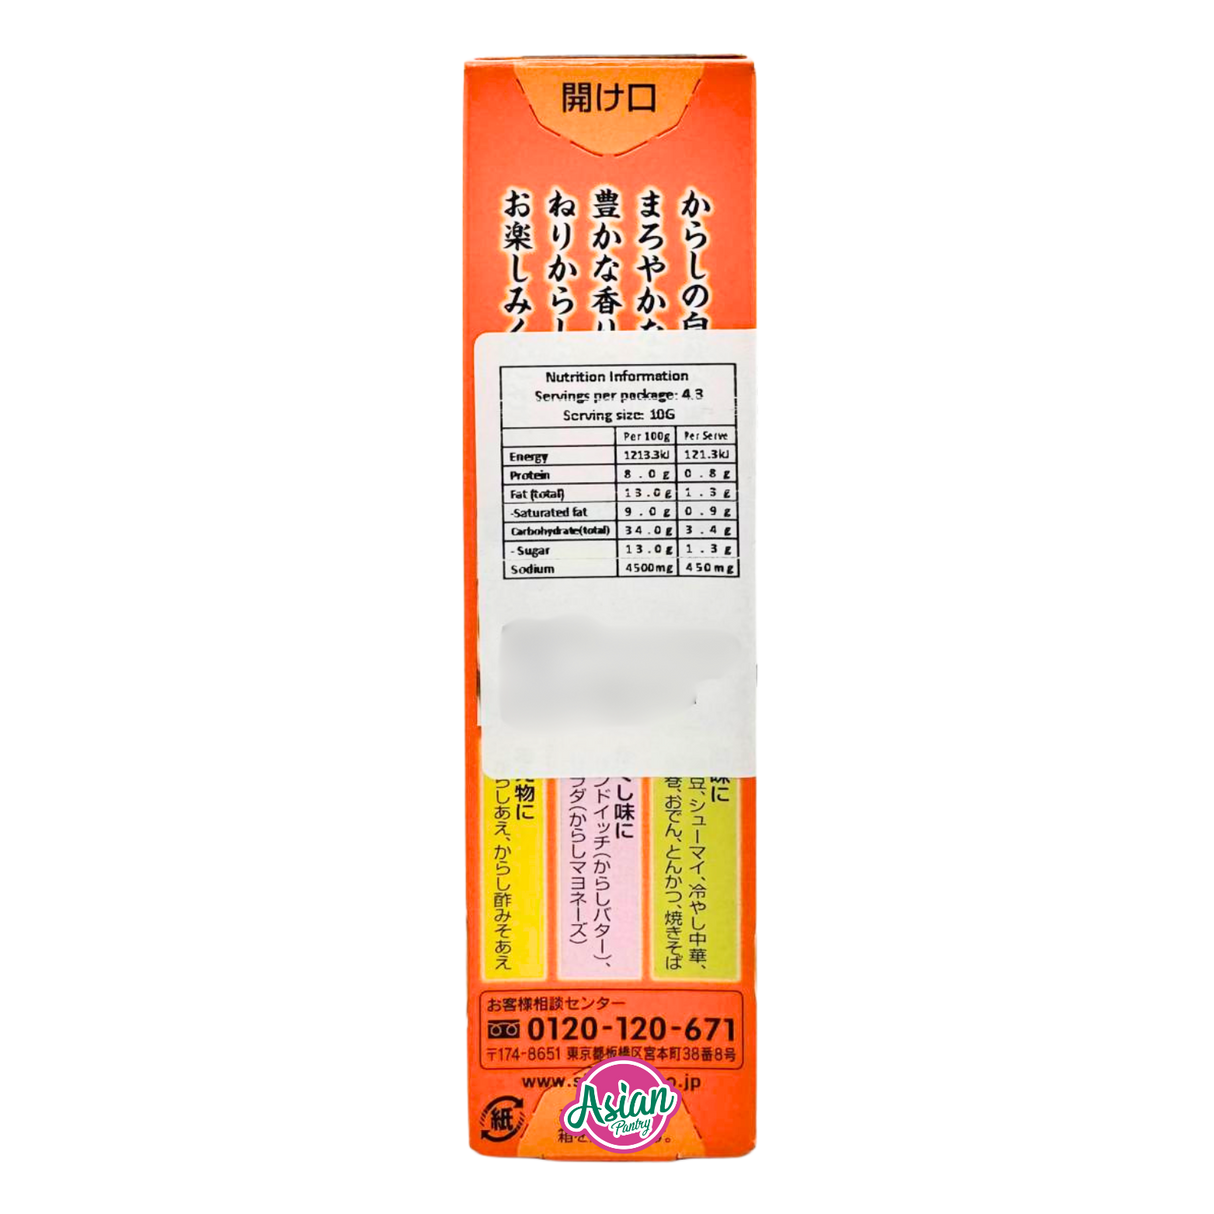 開け口
からしの
まろやかな
豊かな香り
ねりからし
お楽しみく
Nutrition Information
Servings per package: 4.3
Serving size: 10G
Per 100g Per Serve
Energy 1213.3kJ 121.3kJ
Protein 8.0g 0.8g
Fat (total) 13.0g 1.3g
-Saturated fat 9.0g 0.9g
Carbohydrate(total) 34.0g 3.4g
- Sugar 13.0g 1.3g
Sodium 4500mg 450mg
味に
豆、シューマイ、冷やし中華、
巻、おでん、とんかつ、焼きそば
くし味に
ンドイッチ(からしバター)、
ラダ(からしマヨネーズ)
え物に
らしあえ、からし酢みそあえ
お客様相談センター
0120-120-671
〒174-8651 東京都板橋区宮本町38番8号
www.s o.jp
紙
箱を
Asian
Pantry